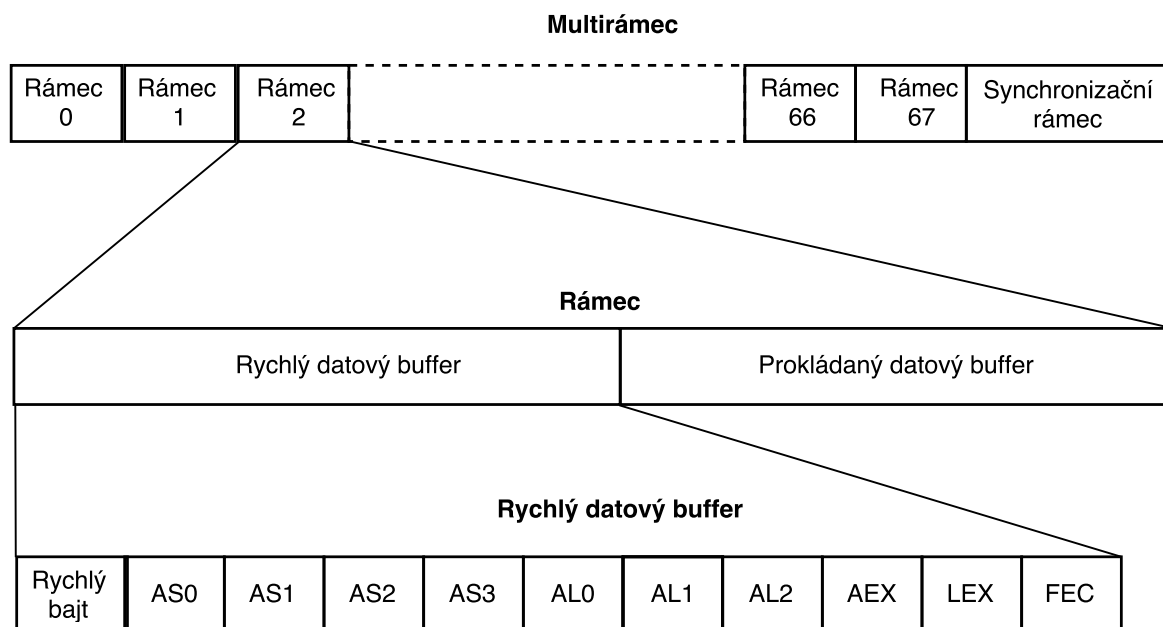 Multirámec
Rámec 0
Rámec 1
Rámec 2
Rámec 66
Rámec 67
Synchronizační rámec
Rámec
Rychlý datový buffer
Prokládaný datový buffer
Rychlý datový buffer
Rychlý bajt
AS0
AS1
AS2
AS3
AL0
AL1
AL2
AEX
LEX
FEC